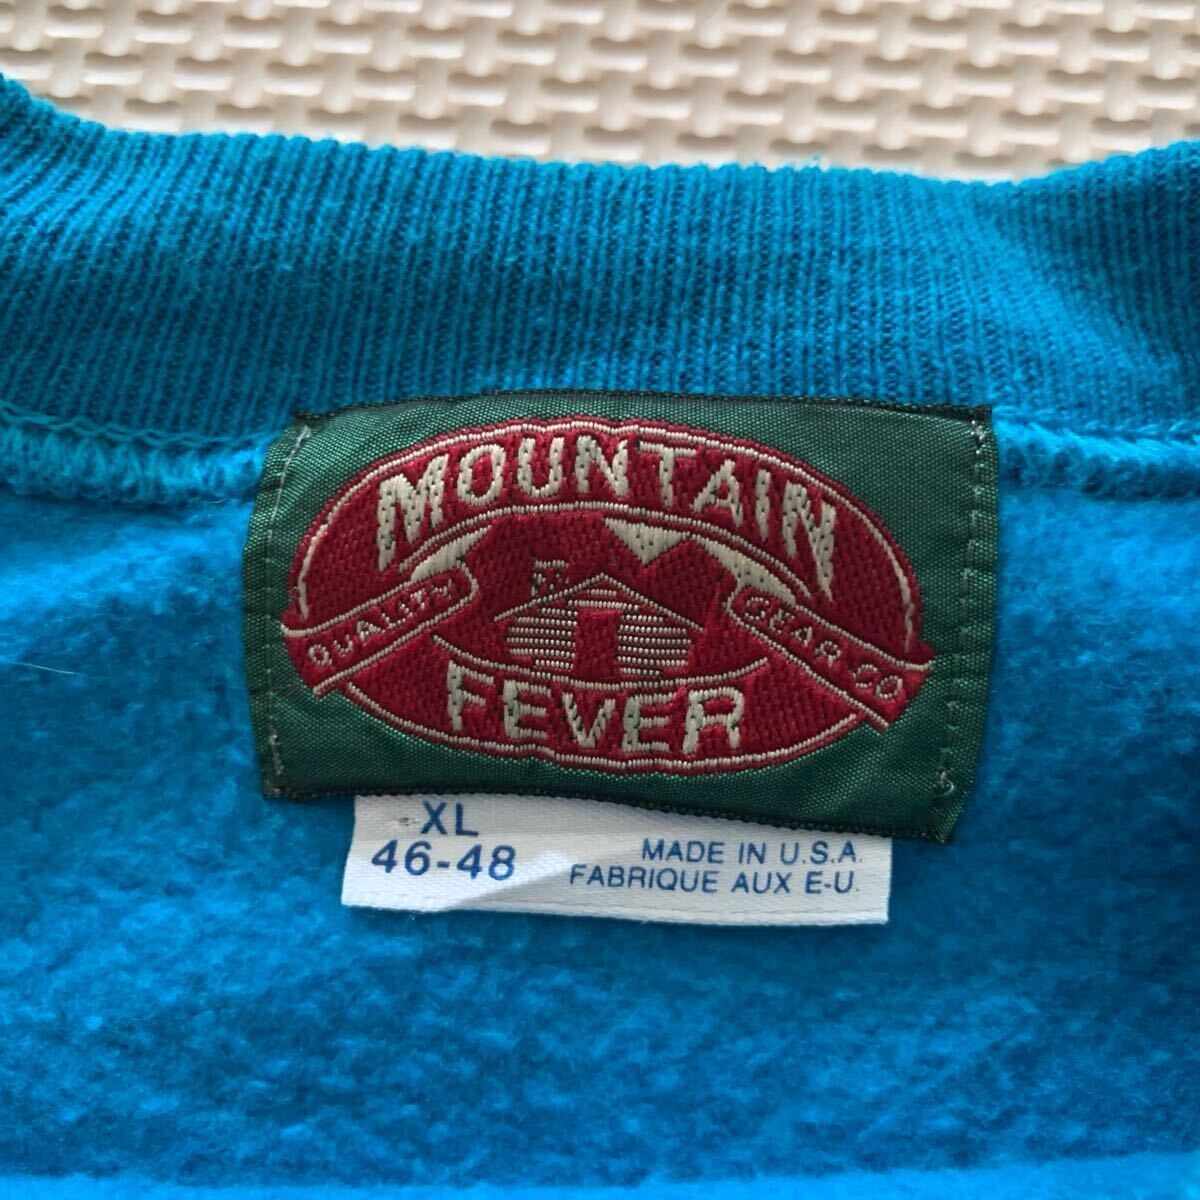 MOUNTAIN
QUALITY GEAR CO
FEVER
XL
46-48
MADE IN U.S.A.
FABRIQUE AUX E-U.